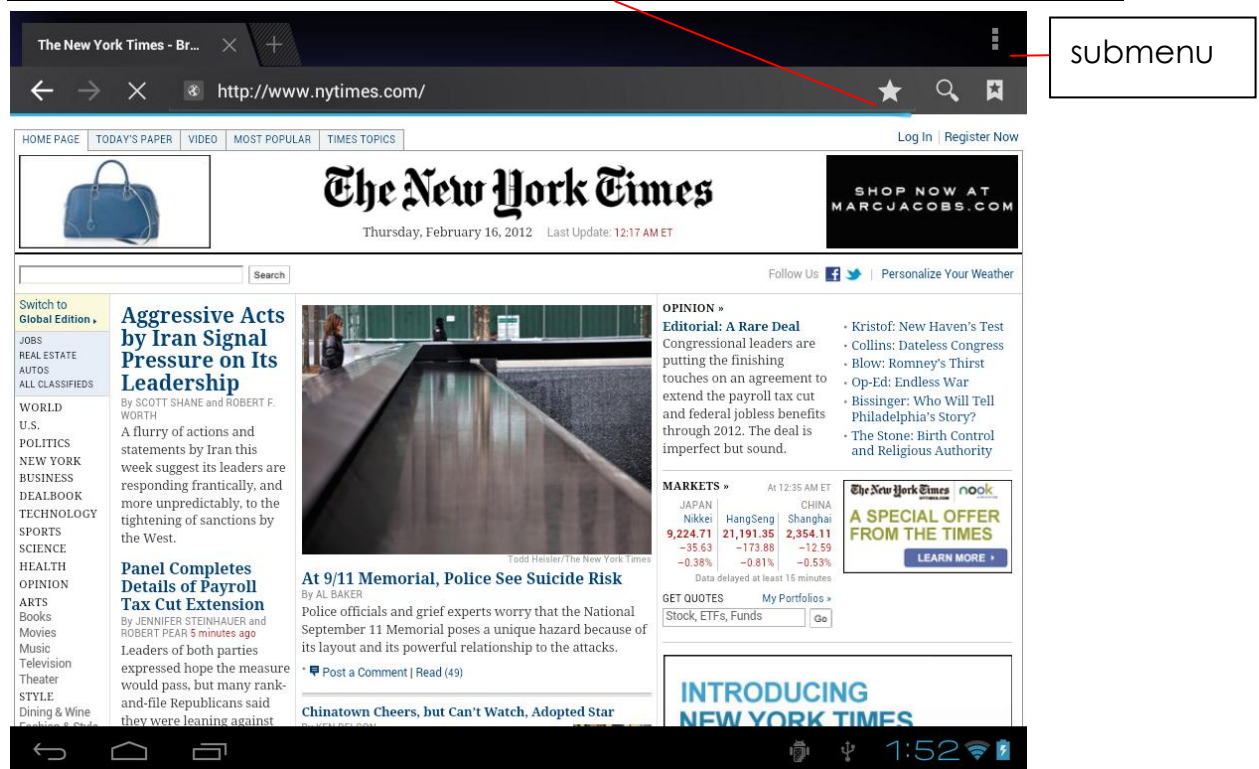 The New York Times - Br...
submenu
http://www.nytimes.com/
HOME PAGE TODAY'S PAPER VIDEO MOST POPULAR TIMES TOPICS
Log In | Register Now
The New York Times
Thursday, February 16, 2012 Last Update: 12:17 AM ET
SHOP NOW AT
MARCJACOBS.COM
Search
Follow Us | Personalize Your Weather
Switch to
Global Edition
JOBS
REAL ESTATE
AUTOS
ALL CLASSIFIEDS
WORLD
U.S.
POLITICS
NEW YORK
BUSINESS
DEALBOOK
TECHNOLOGY
SPORTS
SCIENCE
HEALTH
OPINION
ARTS
Books
Movies
Music
Television
Theater
STYLE
Dining & Wine
Fashion & Style
Aggressive Acts
by Iran Signal
Pressure on Its
Leadership
By SCOTT SHANE and ROBERT F.
WORTH
A flurry of actions and
statements by Iran this
week suggest its leaders are
responding frantically, and
more unpredictably, to the
tightening of sanctions by
the West.
Panel Completes
Details of Payroll
Tax Cut Extension
By JENNIFER STEINHAUER and
ROBERT PEAR 5 minutes ago
Leaders of both parties
expressed hope the measure
would pass, but many rank-
and-file Republicans said
they were leaning against
Todd Heisler/The New York Times
At 9/11 Memorial, Police See Suicide Risk
By AL BAKER
Police officials and grief experts worry that the National
September 11 Memorial poses a unique hazard because of
its layout and its powerful relationship to the attacks.
Post a Comment | Read (49)
Chinatown Cheers, but Can't Watch, Adopted Star
By KEN BELSON
OPINION »
Editorial: A Rare Deal
Congressional leaders are
putting the finishing
touches on an agreement to
extend the payroll tax cut
and federal jobless benefits
through 2012. The deal is
imperfect but sound.
• Kristof: New Haven's Test
• Collins: Dateless Congress
• Blow: Romney's Thirst
• Op-Ed: Endless War
• Bissinger: Who Will Tell
Philadelphia's Story?
• The Stone: Birth Control
and Religious Authority
MARKETS » At 12:35 AM ET
JAPAN CHINA
Nikkei HangSeng Shanghai
9,224.71 21,191.35 2,354.11
−35.63 −173.88 −12.59
−0.38% −0.81% −0.53%
Data delayed at least 15 minutes
GET QUOTES My Portfolios »
Stock, ETFs, Funds Go
The New York Times nook
A SPECIAL OFFER
FROM THE TIMES
LEARN MORE
INTRODUCING
NEW YORK TIMES
1:52